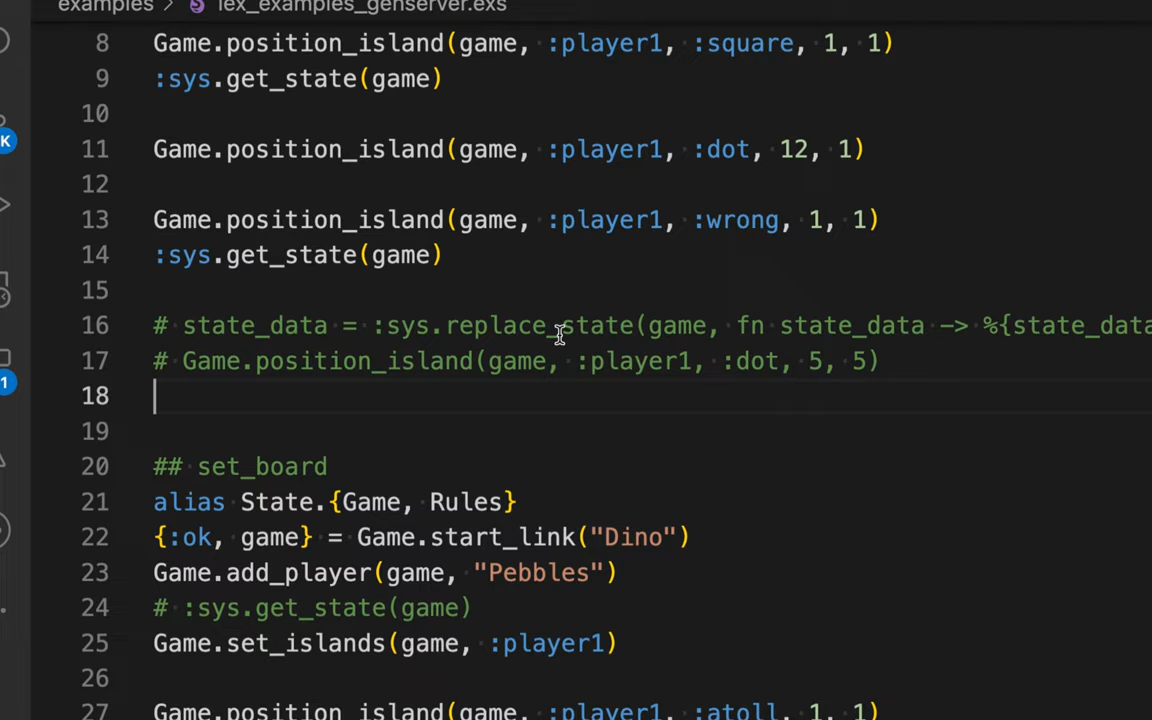 examples > iex_examples_genserver.exs
8 Game.position_island(game, :player1, :square, 1, 1)
9 :sys.get_state(game)
10
11 Game.position_island(game, :player1, :dot, 12, 1)
12
13 Game.position_island(game, :player1, :wrong, 1, 1)
14 :sys.get_state(game)
15
16 # state_data = :sys.replace_state(game, fn state_data -> %{state_data
17 # Game.position_island(game, :player1, :dot, 5, 5)
18
19
20 ## set_board
21 alias State.{Game, Rules}
22 {:ok, game} = Game.start_link("Dino")
23 Game.add_player(game, "Pebbles")
24 # :sys.get_state(game)
25 Game.set_islands(game, :player1)
26
27 Game.position_island(game, :player1, :atoll, 1, 1)
K
1